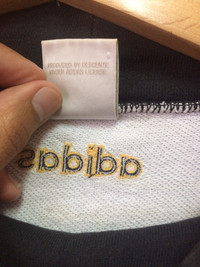 PRODUCED BY DESCENTE
UNDER ADIDAS LICENSE.
adidas